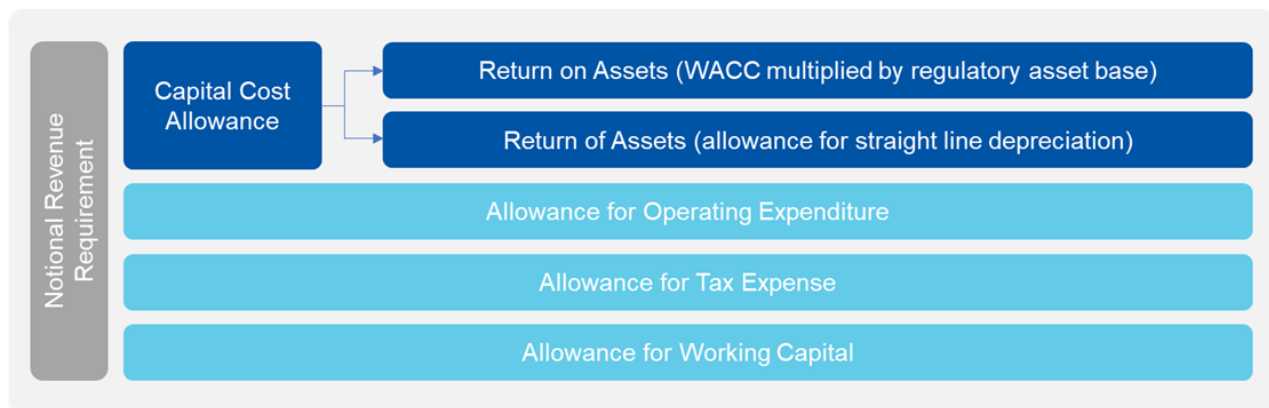 Notional Revenue
Requirement
Capital Cost
Allowance
Return on Assets (WACC multiplied by regulatory asset base)
Return of Assets (allowance for straight line depreciation)
Allowance for Operating Expenditure
Allowance for Tax Expense
Allowance for Working Capital